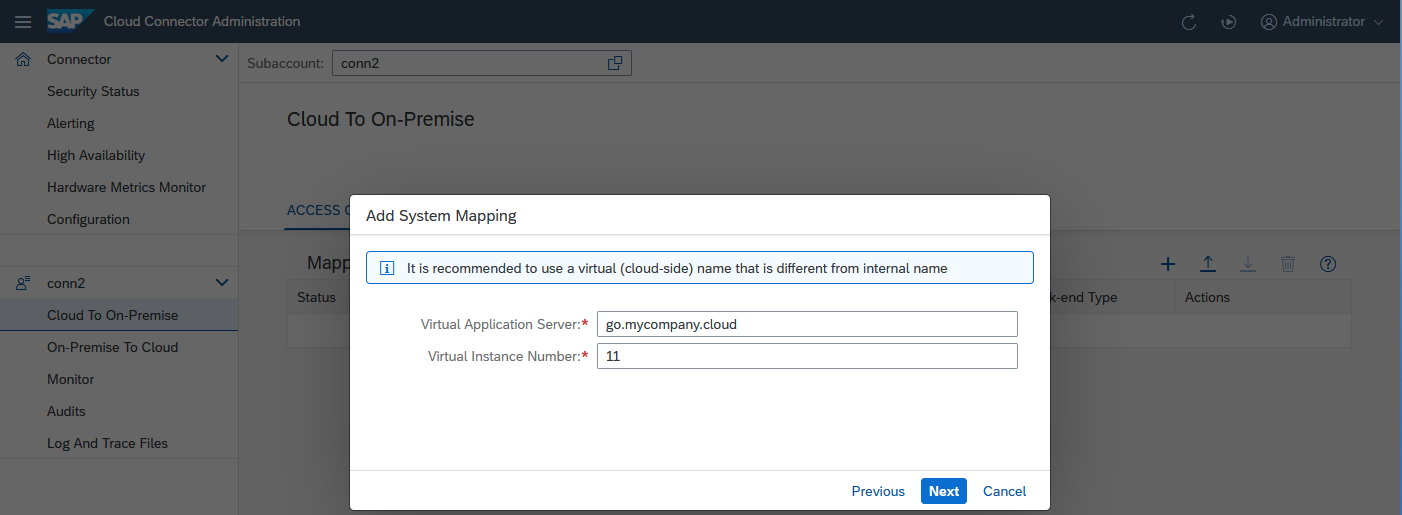 SAP Cloud Connector Administration
Administrator
Connector
Security Status
Alerting
High Availability
Hardware Metrics Monitor
Configuration
conn2
Cloud To On-Premise
On-Premise To Cloud
Monitor
Audits
Log And Trace Files
Subaccount: conn2
Cloud To On-Premise
ACCESS
Status
k-end Type
Actions
Add System Mapping
It is recommended to use a virtual (cloud-side) name that is different from internal name
Virtual Application Server:* go.mycompany.cloud
Virtual Instance Number:* 11
Previous Next Cancel